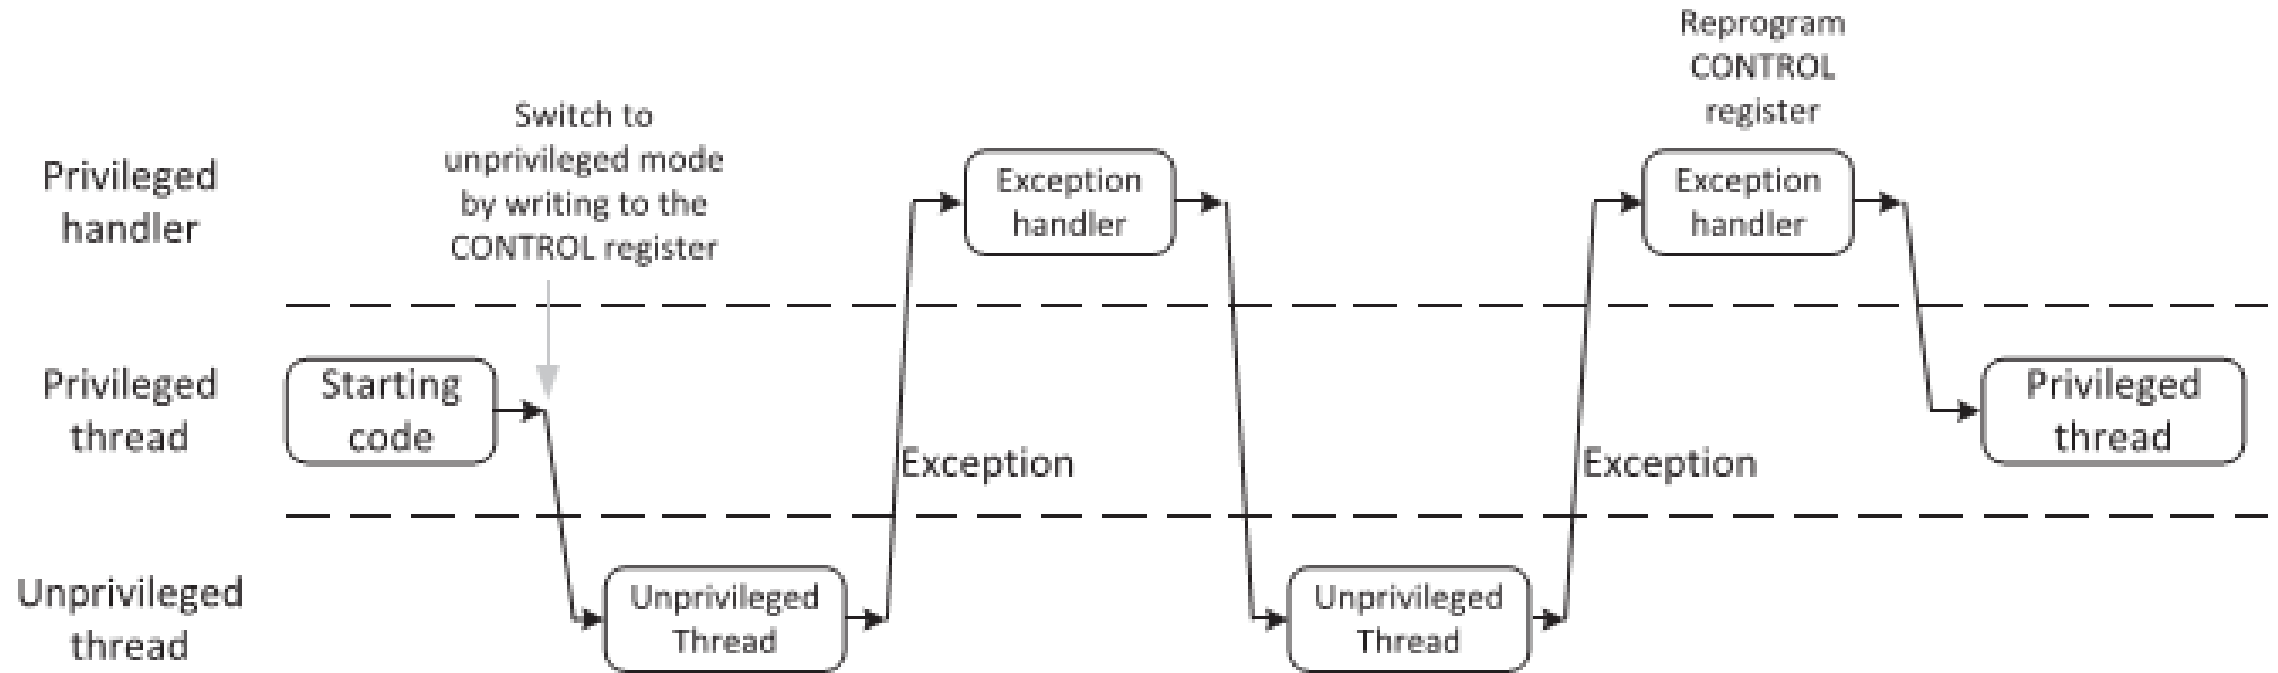 Reprogram
CONTROL
register
Switch to
unprivileged mode
by writing to the
CONTROL register
Privileged
handler
Exception
handler
Exception
handler
Privileged
thread
Starting
code
Exception
Exception
Privileged
thread
Unprivileged
thread
Unprivileged
Thread
Unprivileged
Thread